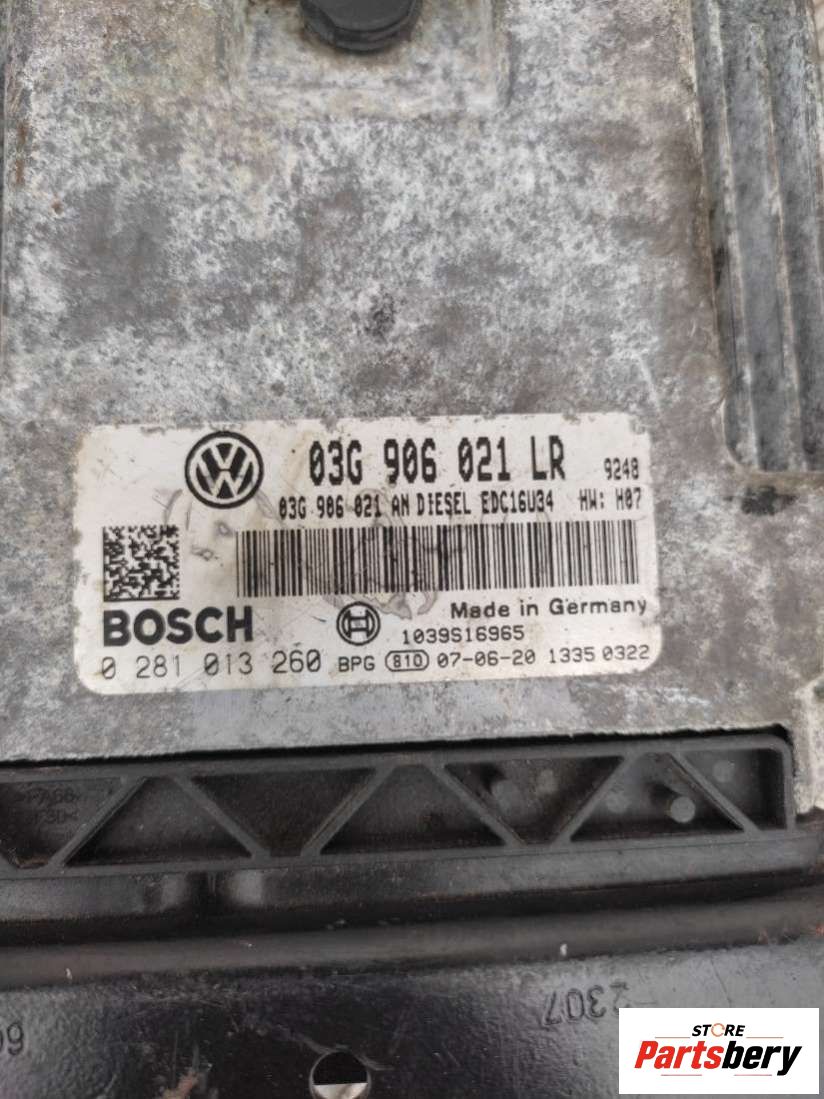 03G 906 021 LR 9248
03G 906 021 AN DIESEL EDC16U34 HW: H07
BOSCH
Made in Germany
1039S16965
0 281 013 260 BPG 810 07-06-20 1335 0322
2307
STORE
Partsbery